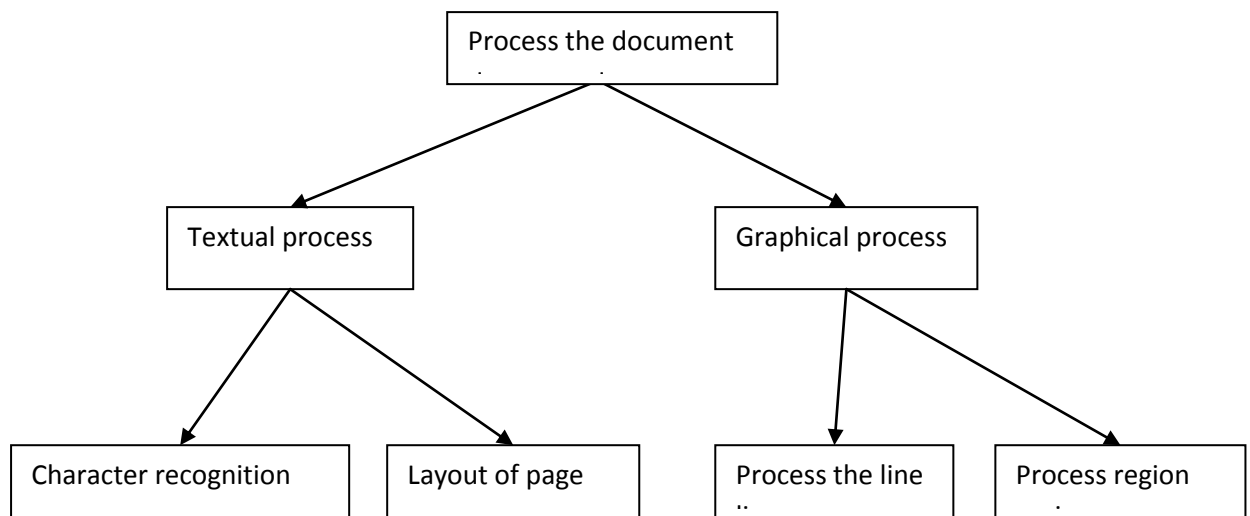 Process the document
Textual process
Graphical process
Character recognition
Layout of page
Process the line
Process region